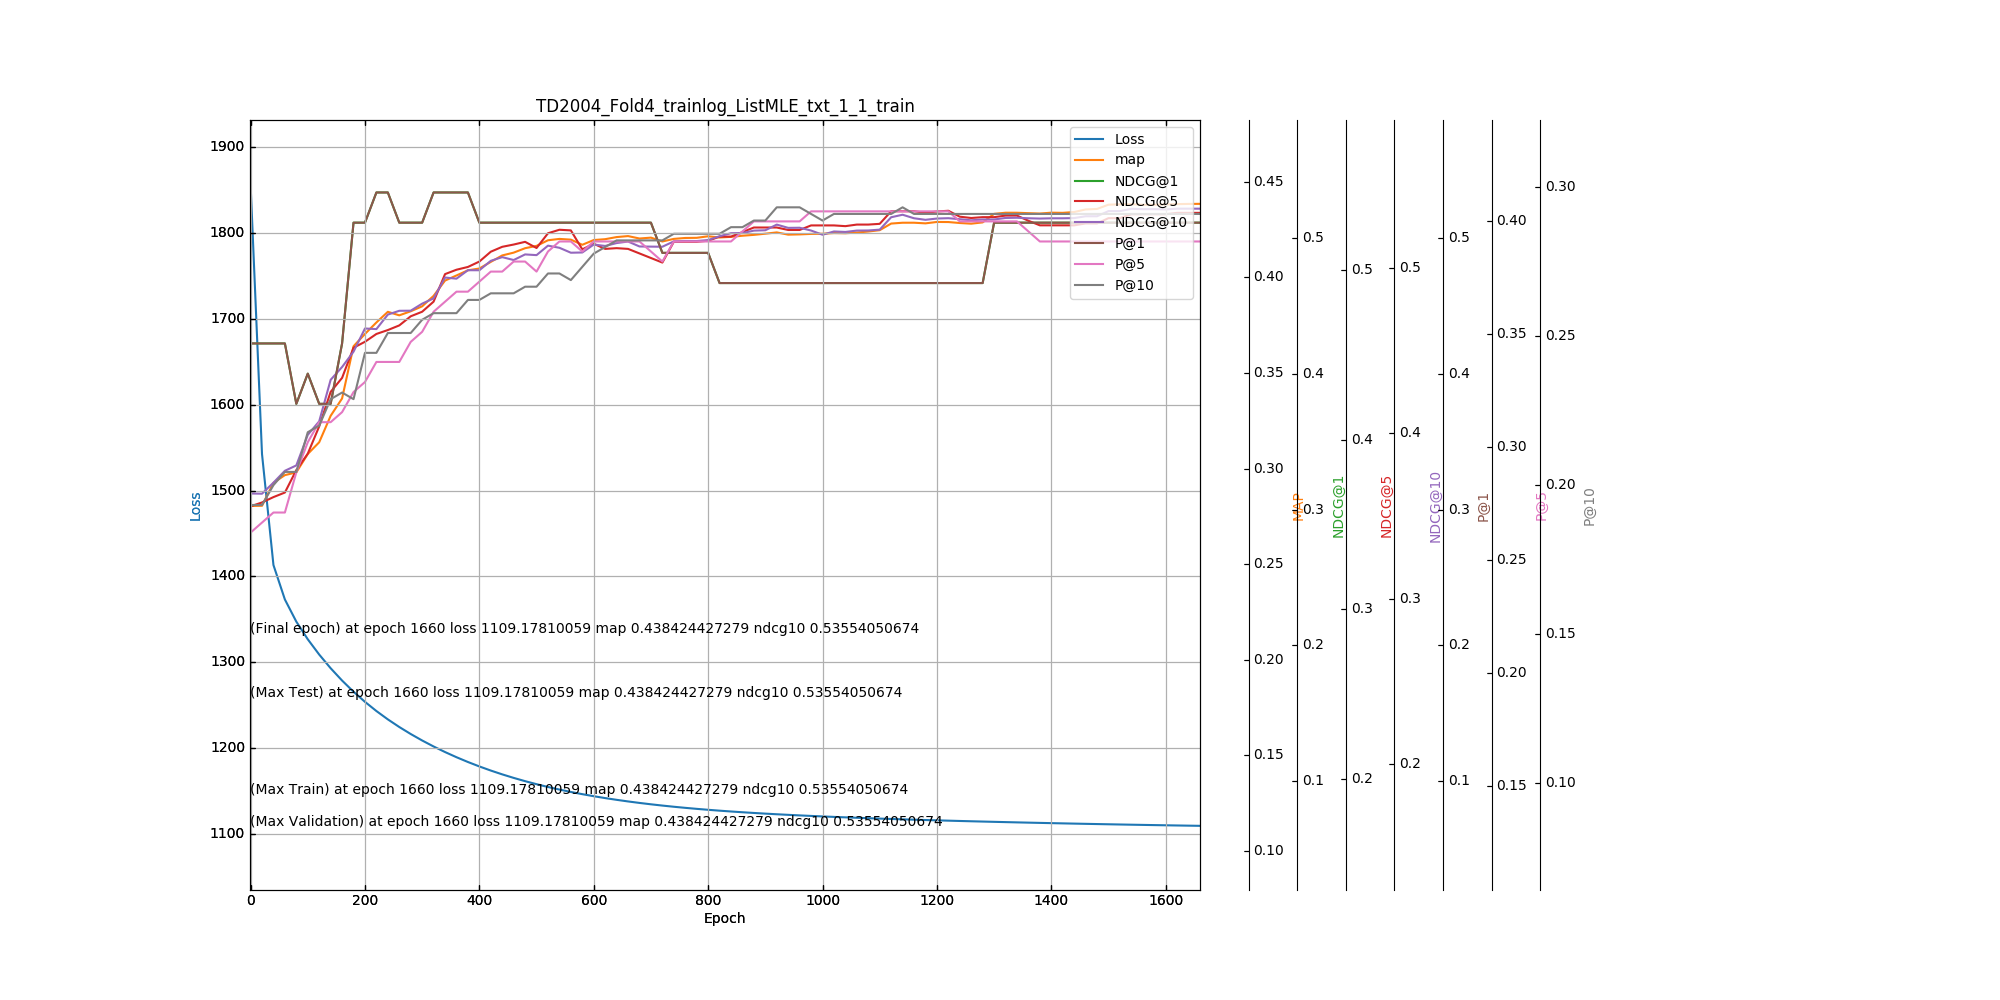 TD2004_Fold4_trainlog_ListMLE_txt_1_1_train
1900
1800
1700
1600
1500
1400
1300
1200
1100
Loss
0 200 400 600 800 1000 1200 1400 1600
Epoch
Loss
map
NDCG@1
NDCG@5
NDCG@10
P@1
P@5
P@10
(Final epoch) at epoch 1660 loss 1109.17810059 map 0.438424427279 ndcg10 0.53554050674
(Max Test) at epoch 1660 loss 1109.17810059 map 0.438424427279 ndcg10 0.53554050674
(Max Train) at epoch 1660 loss 1109.17810059 map 0.438424427279 ndcg10 0.53554050674
(Max Validation) at epoch 1660 loss 1109.17810059 map 0.438424427279 ndcg10 0.53554050674
0.45
0.40
0.35
0.30
0.25
0.20
0.15
0.10
MAP
0.5
0.4
0.3
0.2
0.1
NDCG@1
0.5
0.4
0.3
0.2
NDCG@5
0.5
0.4
0.3
0.2
NDCG@10
0.5
0.4
0.3
0.2
0.1
P@1
0.40
0.35
0.30
0.25
0.20
0.15
P@5
0.30
0.25
0.20
0.15
0.10
P@10